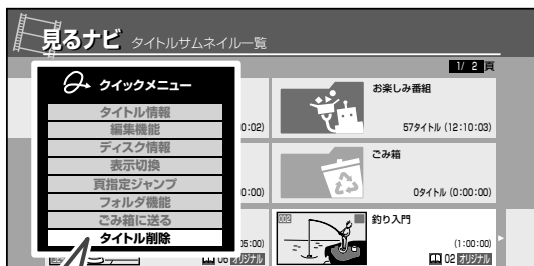 見るナビ タイトルサムネイル一覧
1/ 2 頁
クイックメニュー
タイトル情報
編集機能
ディスク情報
表示切換
頁指定ジャンプ
フォルダ機能
ごみ箱に送る
タイトル削除
0:02)
0:00)
05:00)
06 オリジナル
お楽しみ番組
57タイトル (12:10:03)
ごみ箱
0タイトル (0:00:00)
002
釣り入門
(1:00:00)
02 オリジナル